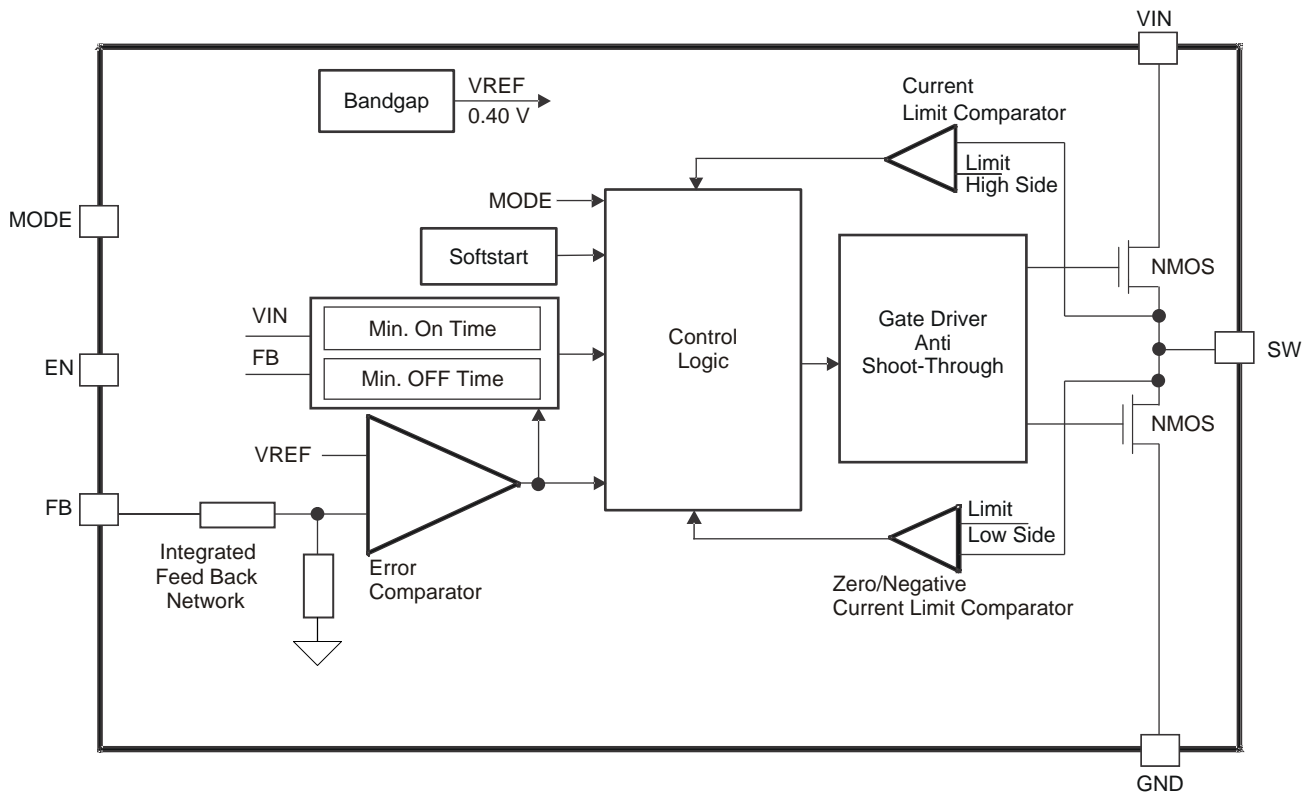 VIN
Bandgap
VREF
0.40 V
Current
Limit Comparator
Limit
High Side
MODE
MODE
Softstart
NMOS
VIN
Min. On Time
FB
Min. OFF Time
EN
Control
Logic
Gate Driver
Anti
Shoot-Through
SW
NMOS
VREF
FB
Integrated
Feed Back
Network
Error
Comparator
Limit
Low Side
Zero/Negative
Current Limit Comparator
GND